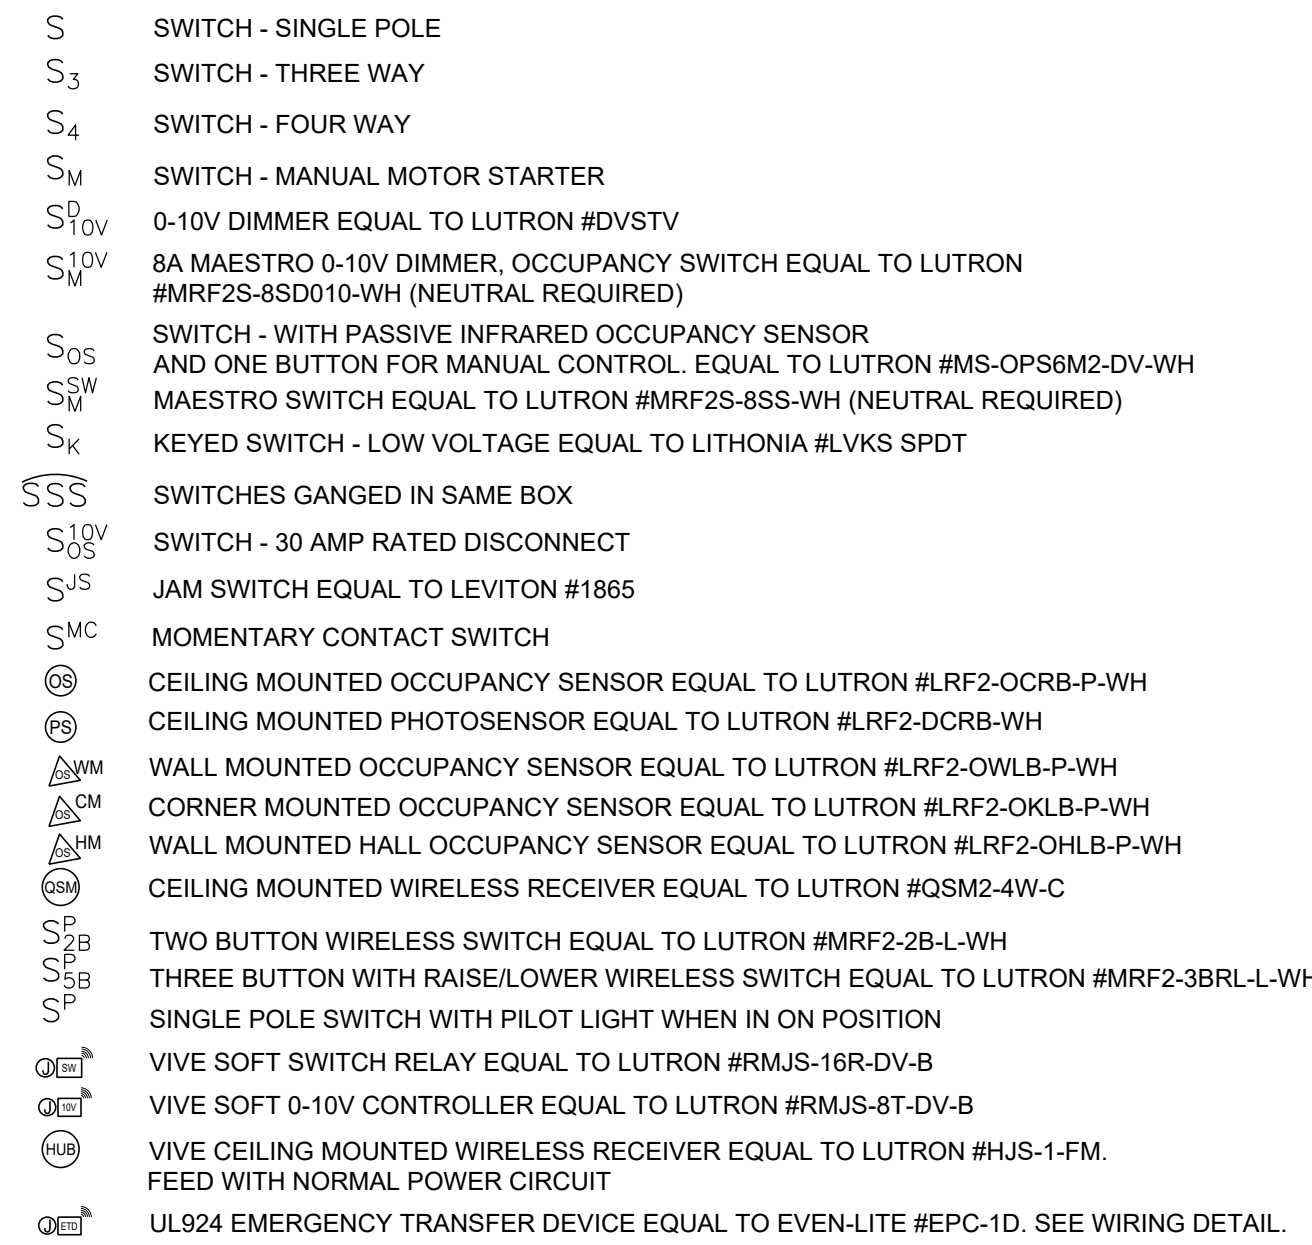 S SWITCH - SINGLE POLE
S3 SWITCH - THREE WAY
S4 SWITCH - FOUR WAY
SM SWITCH - MANUAL MOTOR STARTER
S D 10V 0-10V DIMMER EQUAL TO LUTRON #DVSTV
S 10V M 8A MAESTRO 0-10V DIMMER, OCCUPANCY SWITCH EQUAL TO LUTRON
#MRF2S-8SD010-WH (NEUTRAL REQUIRED)
SOS SWITCH - WITH PASSIVE INFRARED OCCUPANCY SENSOR
AND ONE BUTTON FOR MANUAL CONTROL. EQUAL TO LUTRON #MS-OPS6M2-DV-WH
S SW M MAESTRO SWITCH EQUAL TO LUTRON #MRF2S-8SS-WH (NEUTRAL REQUIRED)
SK KEYED SWITCH - LOW VOLTAGE EQUAL TO LITHONIA #LVKS SPDT
SSS SWITCHES GANGED IN SAME BOX
S 10V OS SWITCH - 30 AMP RATED DISCONNECT
S JS JAM SWITCH EQUAL TO LEVITON #1865
S MC MOMENTARY CONTACT SWITCH
OS CEILING MOUNTED OCCUPANCY SENSOR EQUAL TO LUTRON #LRF2-OCRB-P-WH
PS CEILING MOUNTED PHOTOSENSOR EQUAL TO LUTRON #LRF2-DCRB-WH
OS WM WALL MOUNTED OCCUPANCY SENSOR EQUAL TO LUTRON #LRF2-OWLB-P-WH
OS CM CORNER MOUNTED OCCUPANCY SENSOR EQUAL TO LUTRON #LRF2-OKLB-P-WH
OS HM WALL MOUNTED HALL OCCUPANCY SENSOR EQUAL TO LUTRON #LRF2-OHLB-P-WH
QSM CEILING MOUNTED WIRELESS RECEIVER EQUAL TO LUTRON #QSM2-4W-C
S P 2B TWO BUTTON WIRELESS SWITCH EQUAL TO LUTRON #MRF2-2B-L-WH
S P 5B THREE BUTTON WITH RAISE/LOWER WIRELESS SWITCH EQUAL TO LUTRON #MRF2-3BRL-L-WH
S P SINGLE POLE SWITCH WITH PILOT LIGHT WHEN IN ON POSITION
J SW VIVE SOFT SWITCH RELAY EQUAL TO LUTRON #RMJS-16R-DV-B
J 10V VIVE SOFT 0-10V CONTROLLER EQUAL TO LUTRON #RMJS-8T-DV-B
HUB VIVE CEILING MOUNTED WIRELESS RECEIVER EQUAL TO LUTRON #HJS-1-FM.
FEED WITH NORMAL POWER CIRCUIT
J ETD UL924 EMERGENCY TRANSFER DEVICE EQUAL TO EVEN-LITE #EPC-1D. SEE WIRING DETAIL.